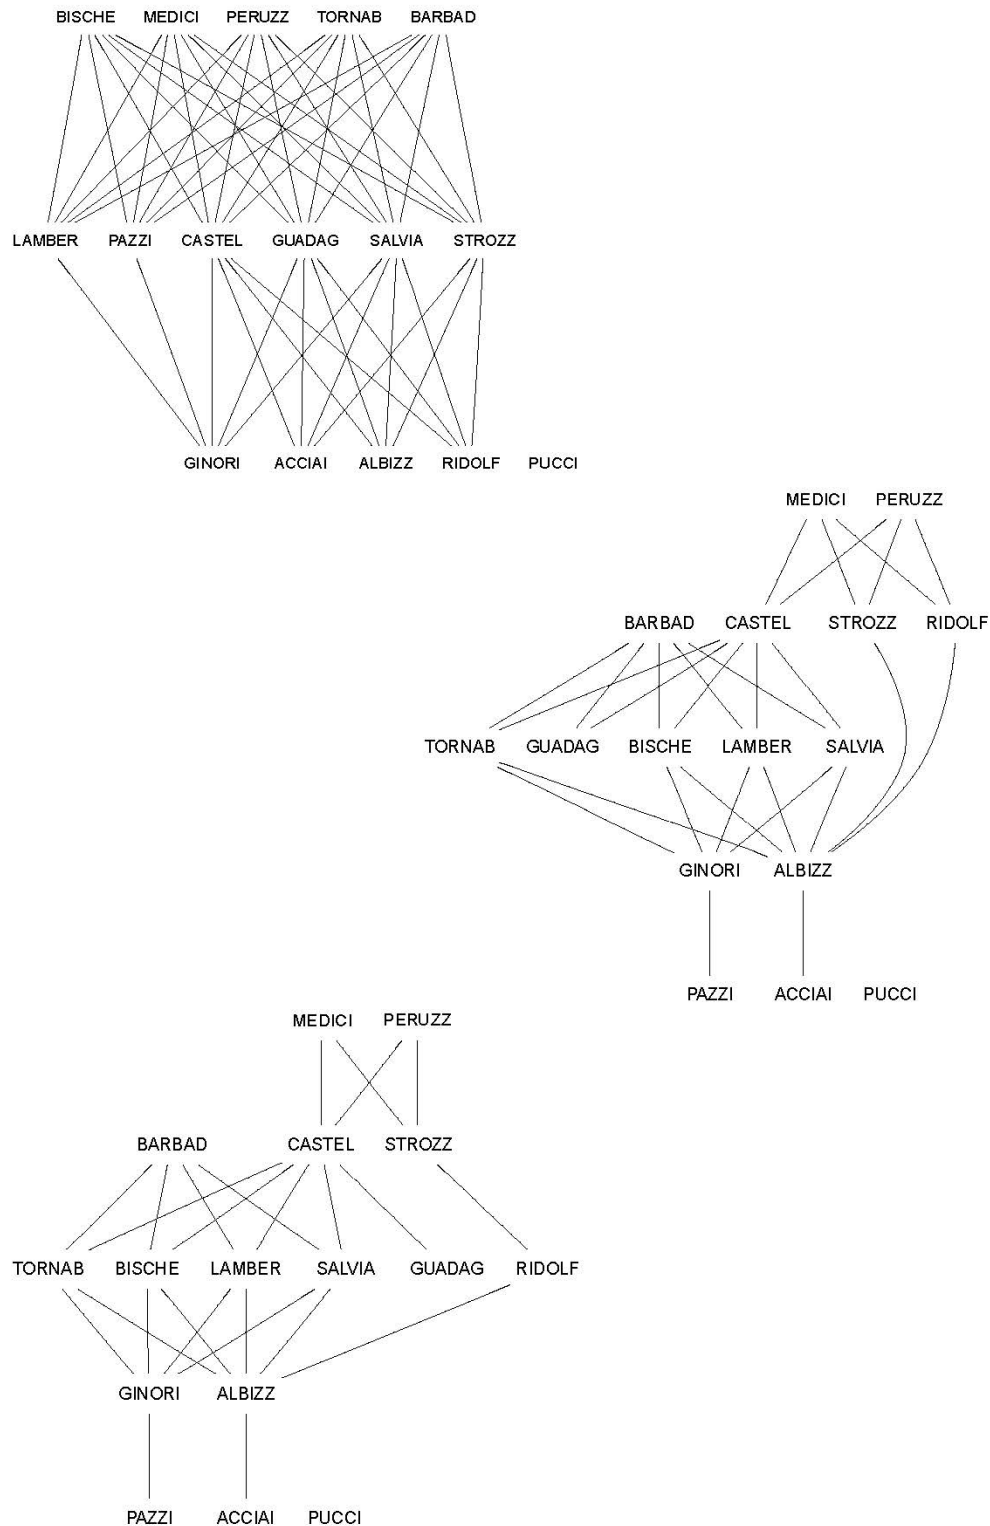 BISCHE MEDICI PERUZZ TORNAB BARBAD
LAMBER PAZZI CASTEL GUADAG SALVIA STROZZ
GINORI ACCIAI ALBIZZ RIDOLF PUCCI
MEDICI PERUZZ
BARBAD CASTEL STROZZ RIDOLF
TORNAB GUADAG BISCHE LAMBER SALVIA
GINORI ALBIZZ
PAZZI ACCIAI PUCCI
MEDICI PERUZZ
BARBAD CASTEL STROZZ
TORNAB BISCHE LAMBER SALVIA GUADAG RIDOLF
GINORI ALBIZZ
PAZZI ACCIAI PUCCI